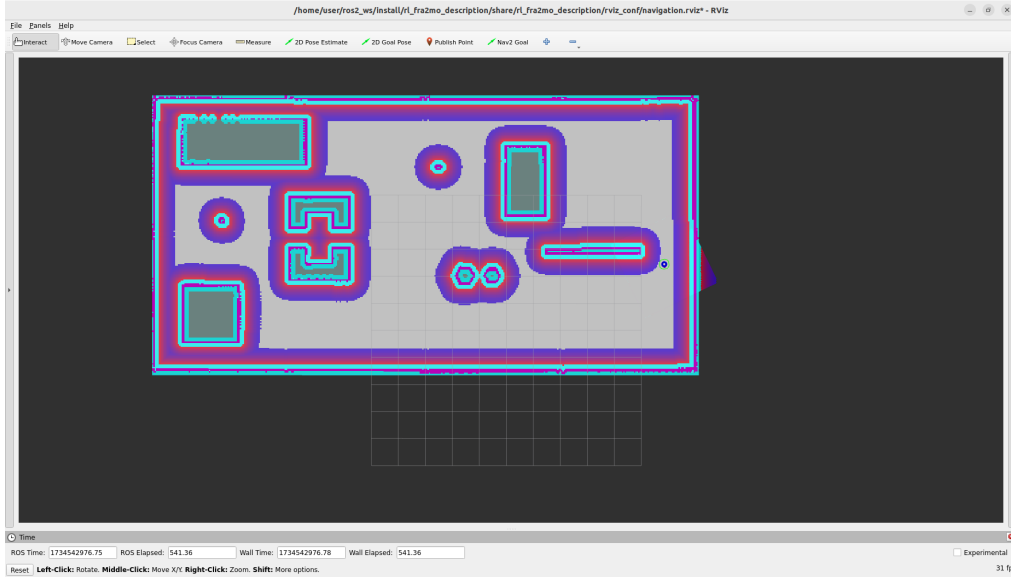 /home/user/ros2_ws/install/rl_fra2mo_description/share/rl_fra2mo_description/rviz_conf/navigation.rviz* - RViz
File Panels Help
Interact Move Camera Select Focus Camera Measure 2D Pose Estimate 2D Goal Pose Publish Point Nav2 Goal
Time
ROS Time: 1734542976.75 ROS Elapsed: 541.36 Wall Time: 1734542976.78 Wall Elapsed: 541.36 Experimental
Reset Left-Click: Rotate. Middle-Click: Move X/Y. Right-Click: Zoom. Shift: More options. 31 fp